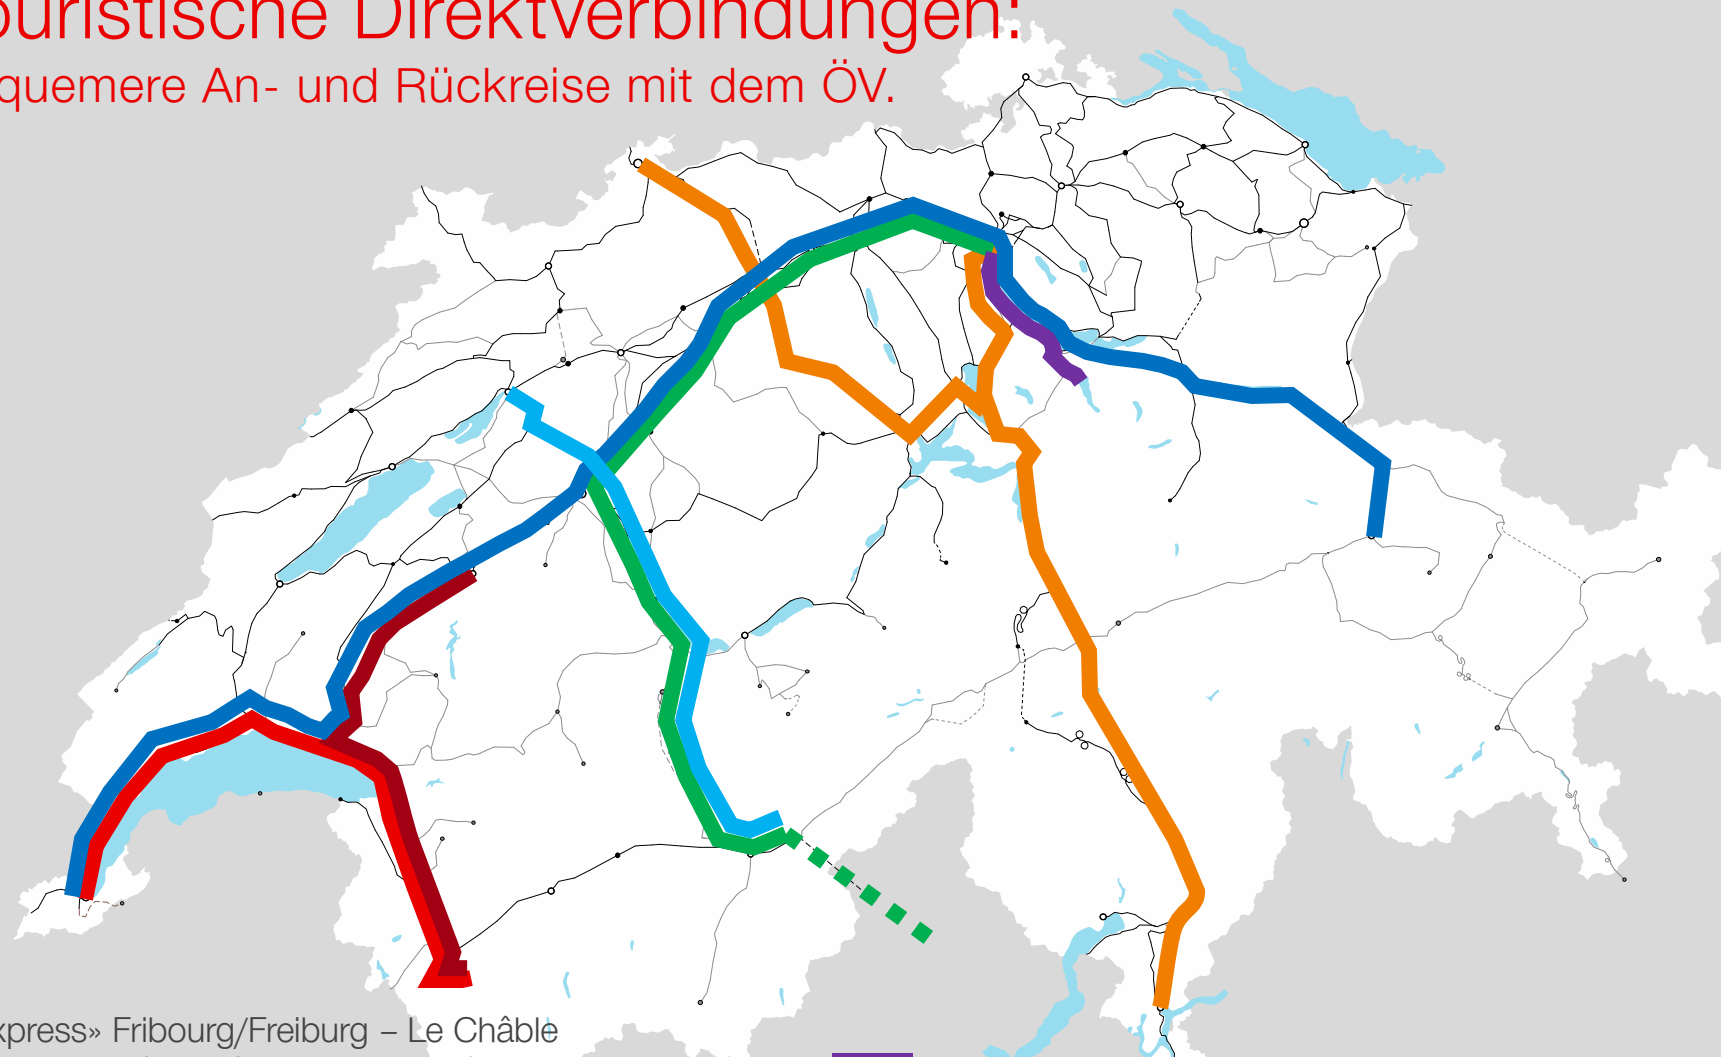 ouristische Direktverbindungen:
quemere An- und Rückreise mit dem ÖV.
xpress» Fribourg/Freiburg – Le Châble